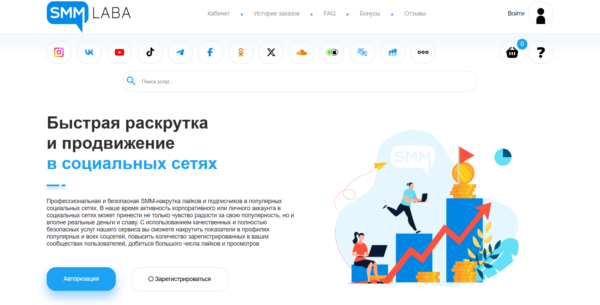 SMM LABA
Кабинет • История заказов • FAQ • Бонусы • Отзывы
Войти
0
?
Поиск услуг...
Быстрая раскрутка
и продвижение
в социальных сетях
Профессиональная и безопасная SMM-накрутка лайков и подписчиков в популярных
социальных сетях. В наше время активность корпоративного или личного аккаунта в
социальных сетях может принести не только чувство радости за свою популярность, но и
вполне реальные деньги и славу. С использованием качественных и полностью
безопасных услуг нашего сервиса вы сможете накрутить показатели в профилях
популярных и всех соцсетей, повысить количество зарегистрированных в ваших
сообществах пользователей, добиться большого числа лайков и просмотров
Авторизация
Зарегистрироваться
SMM